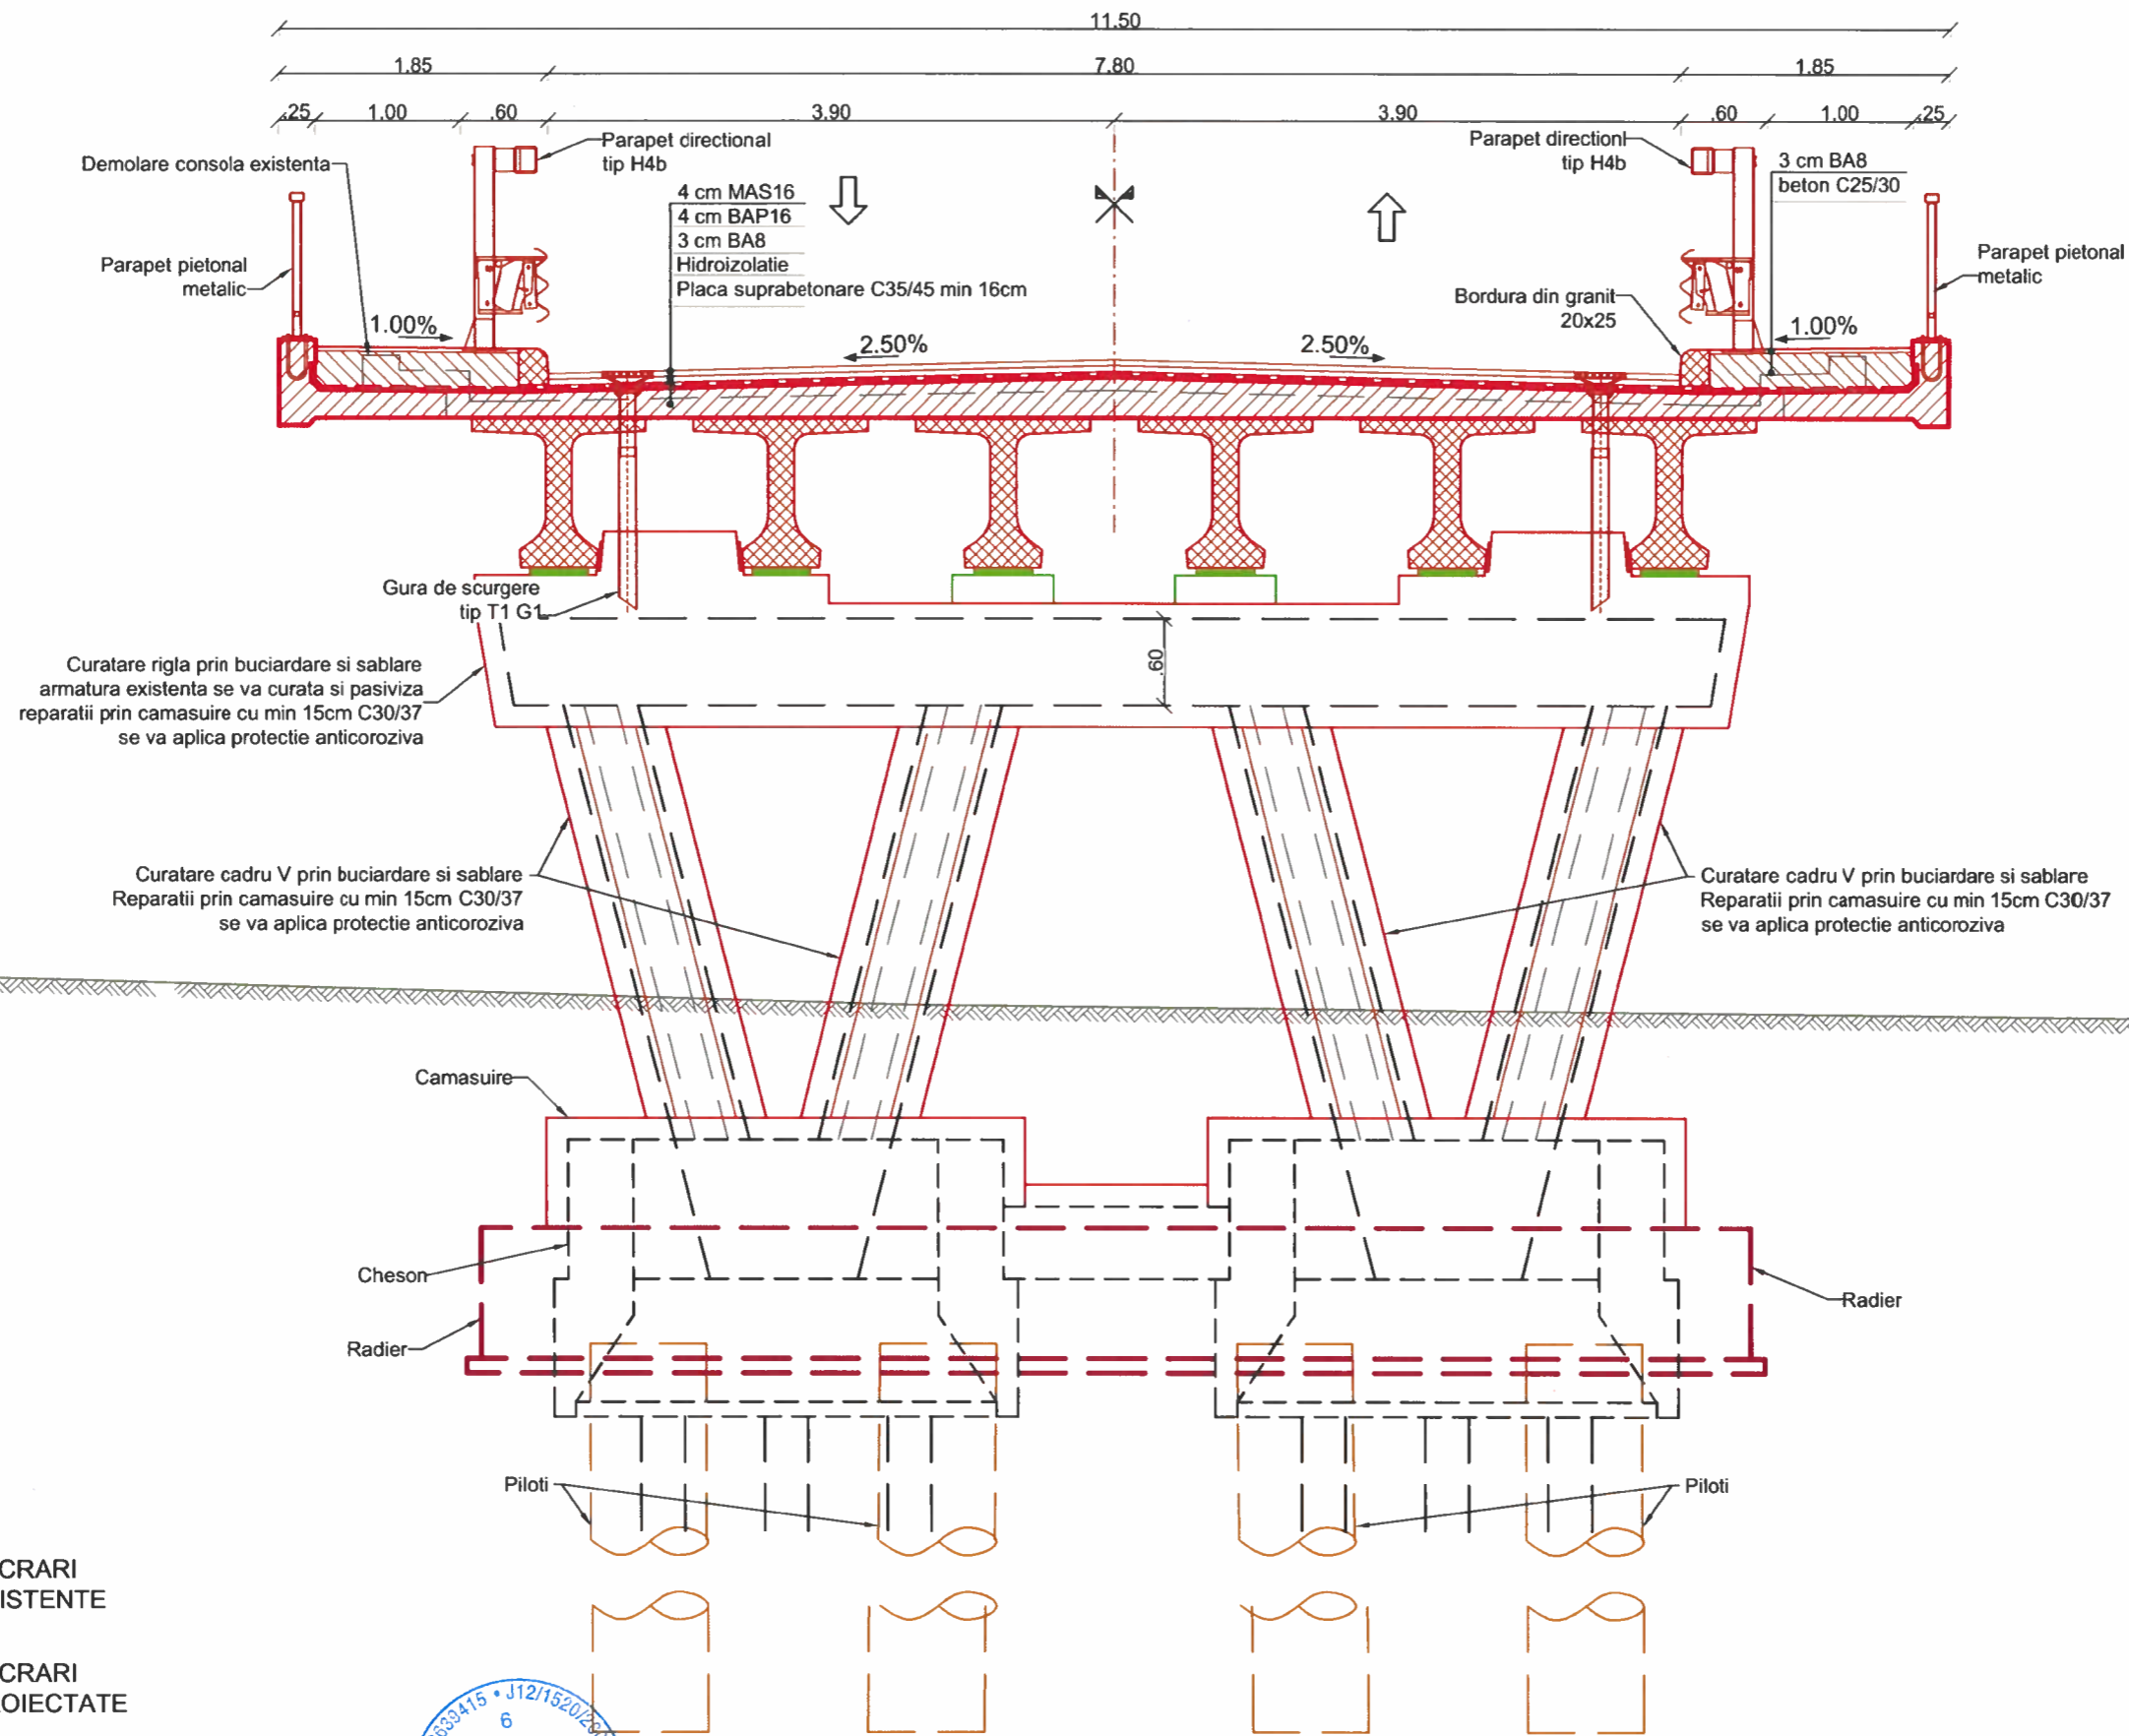 11.50
1.85
7.80
1.85
.25
1.00
.60
3.90
3.90
.60
1.00
.25
Parapet directional
tip H4b
Parapet directionl
tip H4b
Demolare consola existenta
3 cm BA8
beton C25/30
4 cm MAS16
4 cm BAP16
3 cm BA8
Hidroizolatie
Placa suprabetonare C35/45 min 16cm
Parapet pietonal
metalic
Parapet pietonal
metalic
Bordura din granit
20x25
1.00%
2.50%
2.50%
1.00%
Gura de scurgere
tip T1 G1
.60
Curatare rigla prin buciardare si sablare
armatura existenta se va curata si pasiviza
reparatii prin camasuire cu min 15cm C30/37
se va aplica protectie anticoroziva
Curatare cadru V prin buciardare si sablare
Reparatii prin camasuire cu min 15cm C30/37
se va aplica protectie anticoroziva
Curatare cadru V prin buciardare si sablare
Reparatii prin camasuire cu min 15cm C30/37
se va aplica protectie anticoroziva
Camasuire
Cheson
Radier
Radier
Piloti
Piloti
CRARI
ISTENTE
CRARI
OIECTATE
639415 • J12/1520/2
6